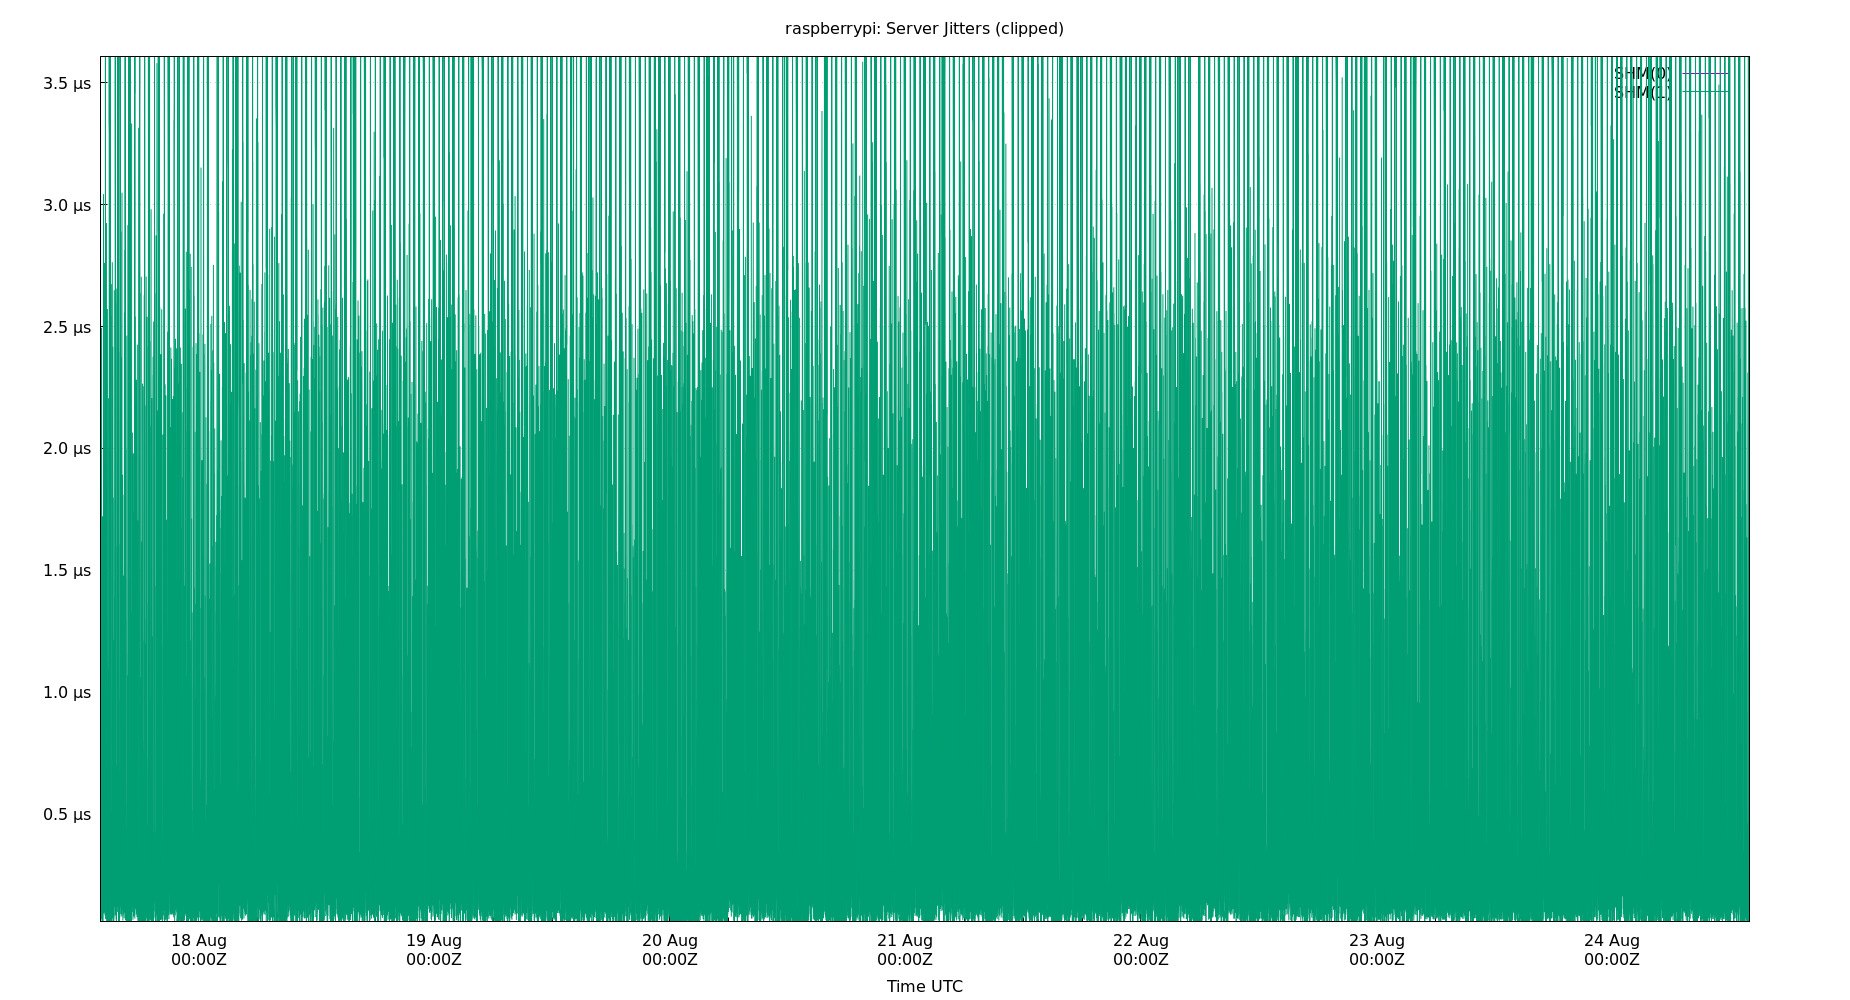 raspberrypi: Server Jitters (clipped)
SHM(0)
SHM(1)
3.5 µs
3.0 µs
2.5 µs
2.0 µs
1.5 µs
1.0 µs
0.5 µs
18 Aug 19 Aug 20 Aug 21 Aug 22 Aug 23 Aug 24 Aug
00:00Z 00:00Z 00:00Z 00:00Z 00:00Z 00:00Z 00:00Z
Time UTC